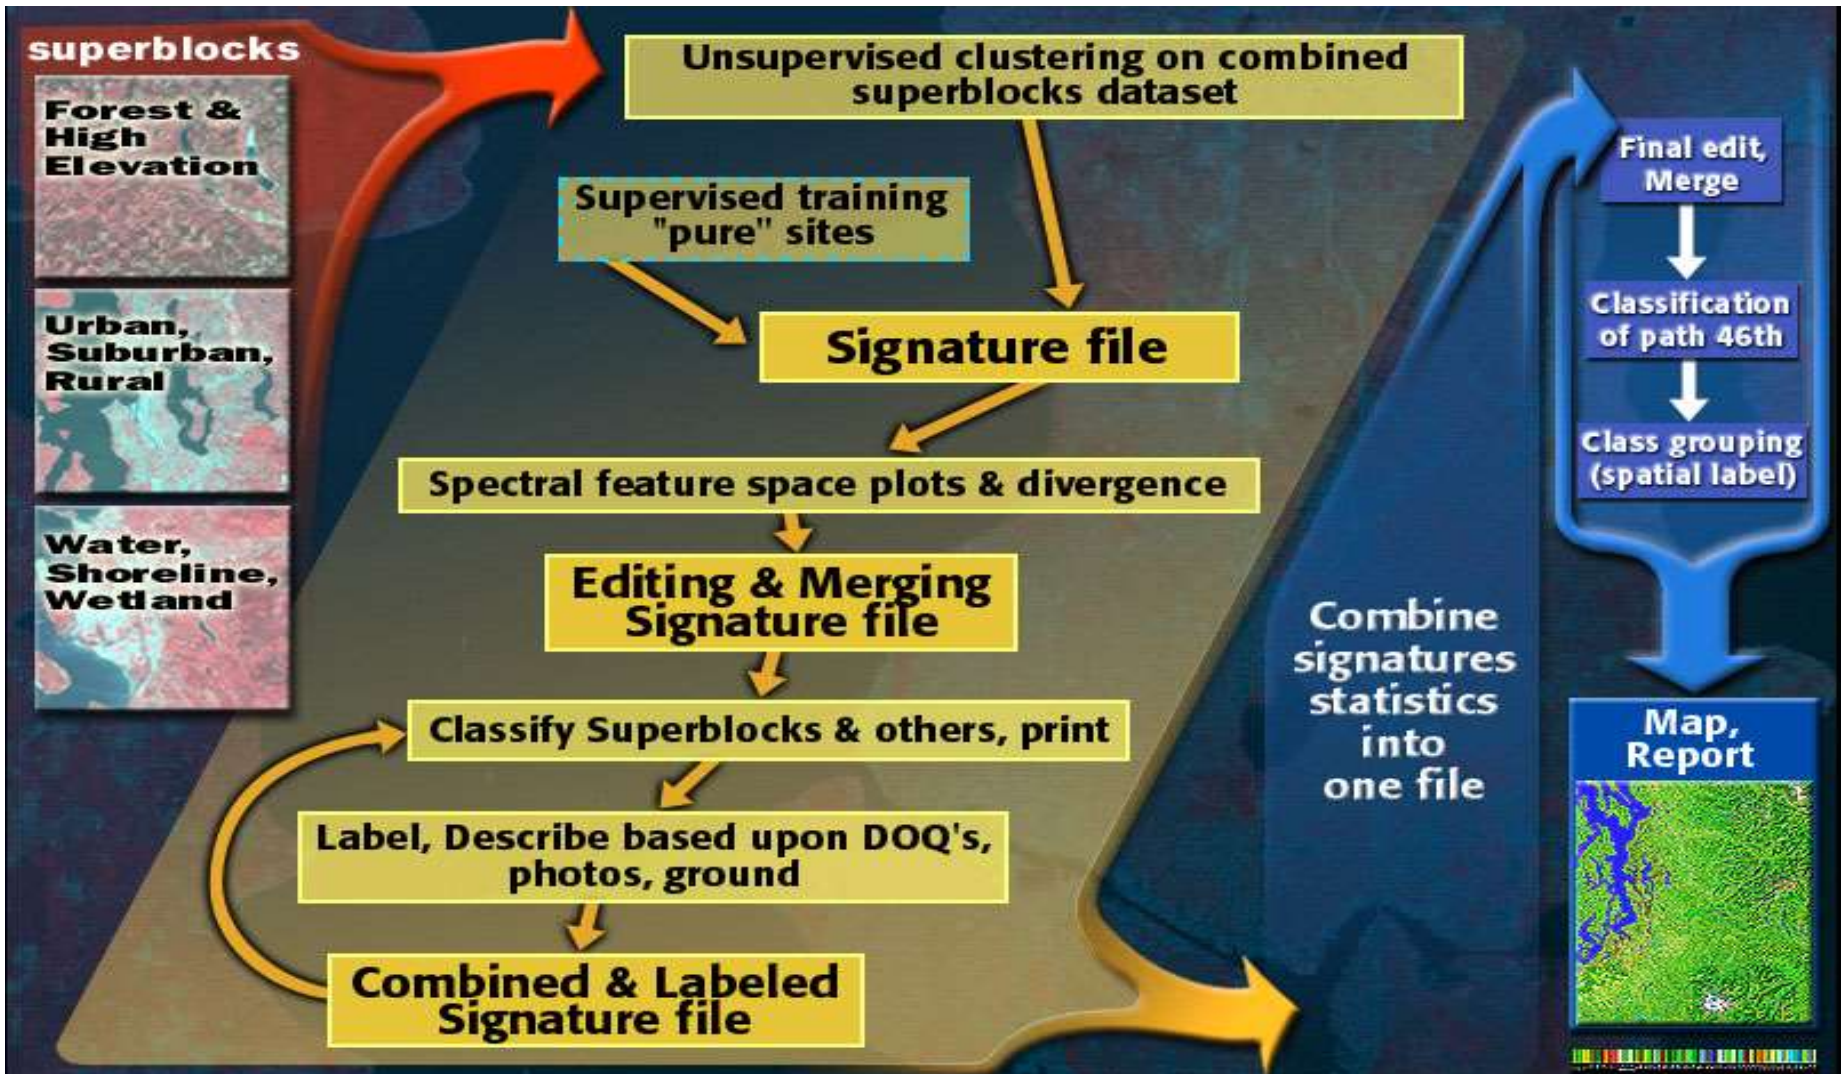 superblocks
Forest &
High
Elevation
Urban,
Suburban,
Rural
Water,
Shoreline,
Wetland
Unsupervised clustering on combined
superblocks dataset
Supervised training
"pure" sites
Signature file
Spectral feature space plots & divergence
Editing & Merging
Signature file
Classify Superblocks & others, print
Label, Describe based upon DOQ's,
photos, ground
Combined & Labeled
Signature file
Combine
signatures
statistics
into
one file
Final edit,
Merge
Classification
of path 46th
Class grouping
(spatial label)
Map,
Report